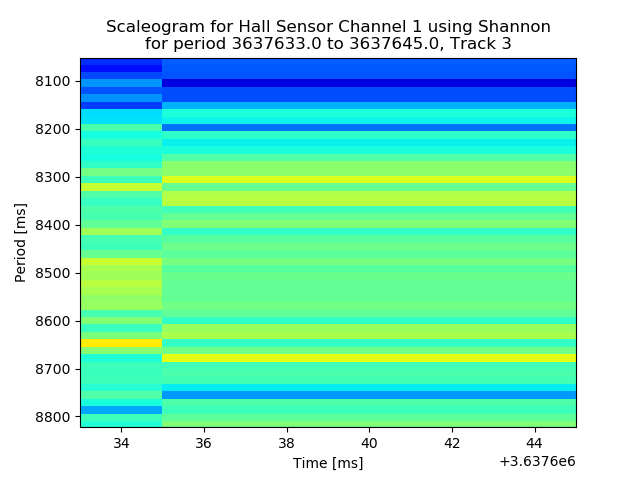 Scaleogram for Hall Sensor Channel 1 using Shannon
for period 3637633.0 to 3637645.0, Track 3
Period [ms]
8100
8200
8300
8400
8500
8600
8700
8800
34 36 38 40 42 44
Time [ms]
+3.6376e6